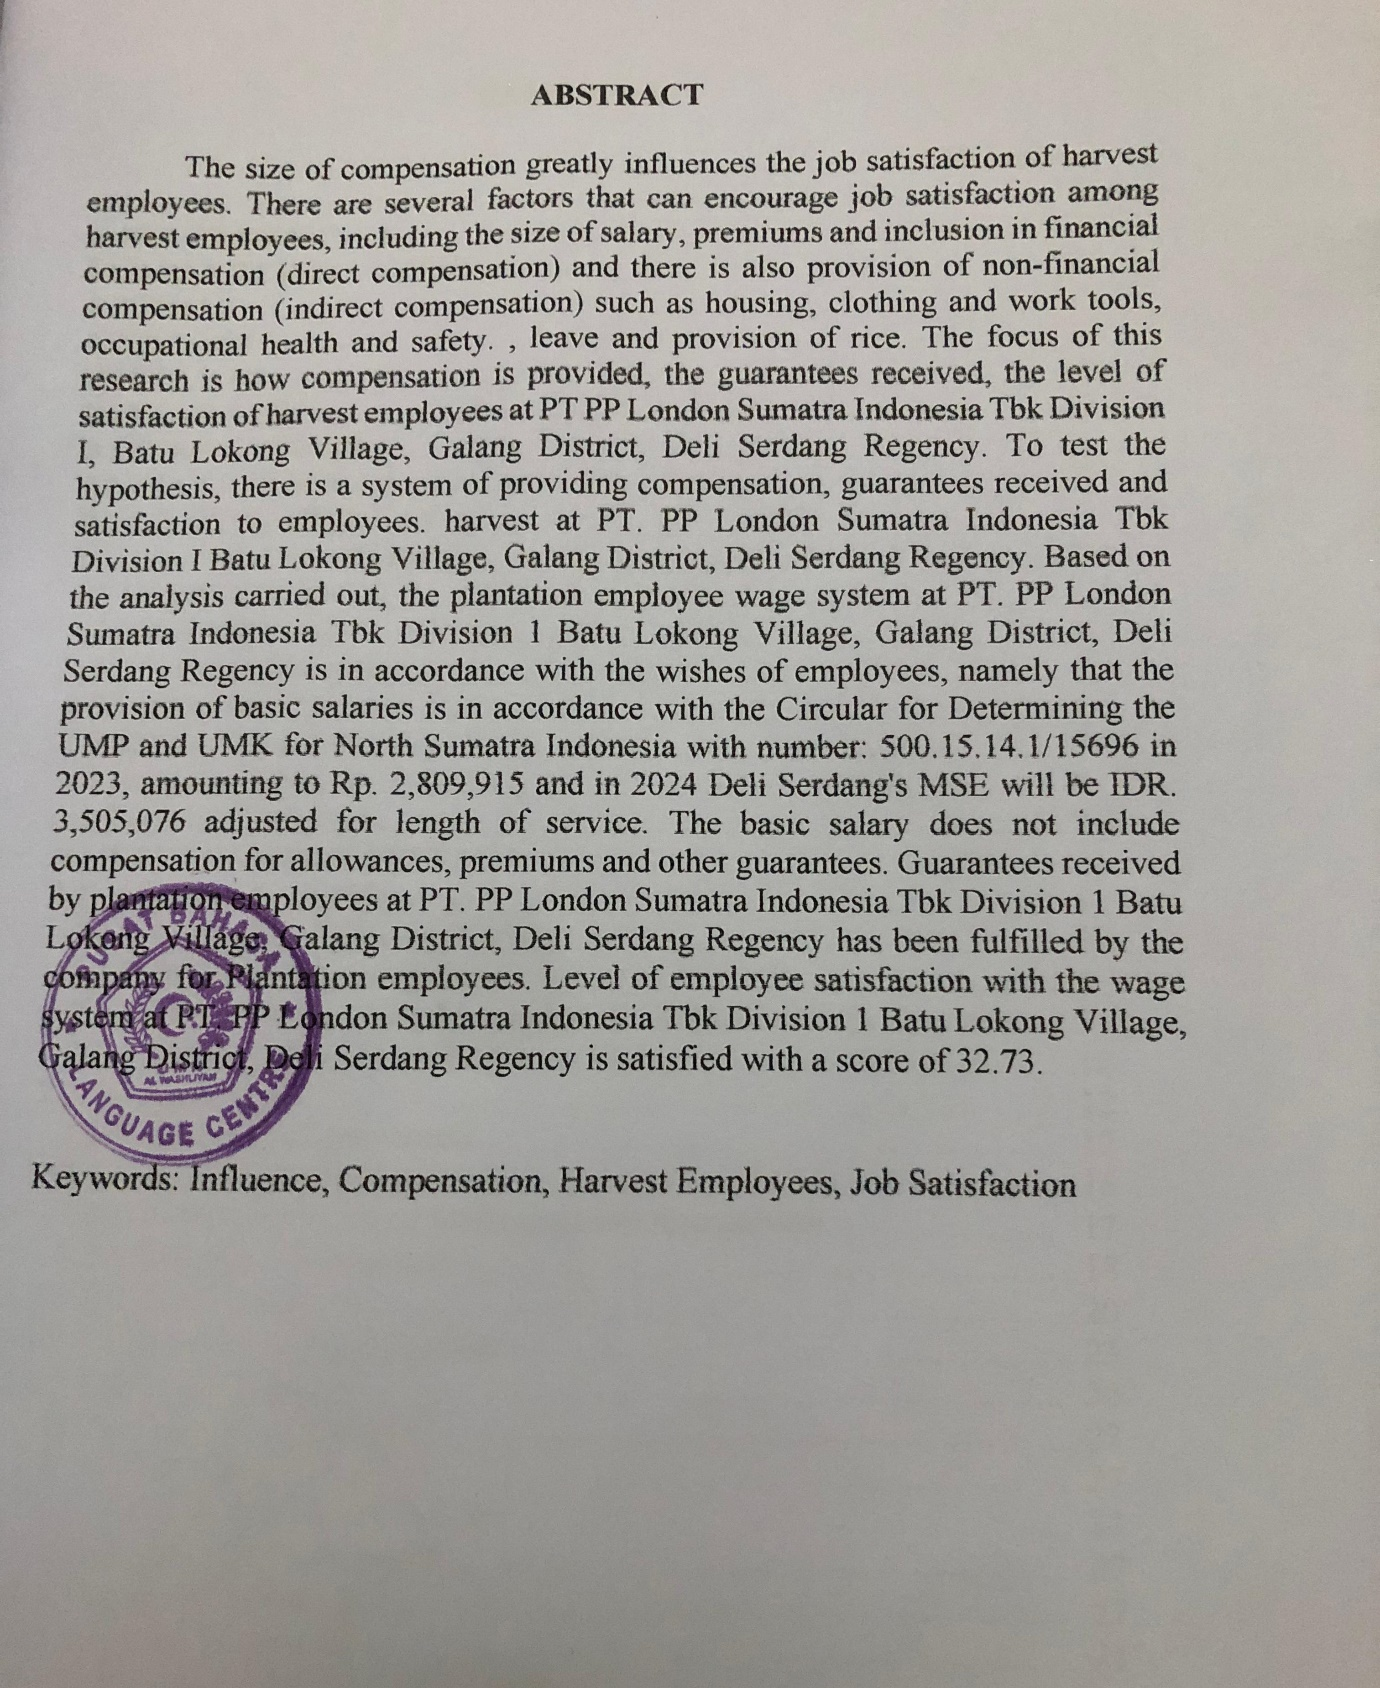 ABSTRACT
The size of compensation greatly influences the job satisfaction of harvest
employees. There are several factors that can encourage job satisfaction among
harvest employees, including the size of salary, premiums and inclusion in financial
compensation (direct compensation) and there is also provision of non-financial
compensation (indirect compensation) such as housing, clothing and work tools,
occupational health and safety. , leave and provision of rice. The focus of this
research is how compensation is provided, the guarantees received, the level of
satisfaction of harvest employees at PT PP London Sumatra Indonesia Tbk Division
I, Batu Lokong Village, Galang District, Deli Serdang Regency. To test the
hypothesis, there is a system of providing compensation, guarantees received and
satisfaction to employees. harvest at PT. PP London Sumatra Indonesia Tbk
Division I Batu Lokong Village, Galang District, Deli Serdang Regency. Based on
the analysis carried out, the plantation employee wage system at PT. PP London
Sumatra Indonesia Tbk Division 1 Batu Lokong Village, Galang District, Deli
Serdang Regency is in accordance with the wishes of employees, namely that the
provision of basic salaries is in accordance with the Circular for Determining the
UMP and UMK for North Sumatra Indonesia with number: 500.15.14.1/15696 in
2023, amounting to Rp. 2,809,915 and in 2024 Deli Serdang's MSE will be IDR.
3,505,076 adjusted for length of service. The basic salary does not include
compensation for allowances, premiums and other guarantees. Guarantees received
by plantation employees at PT. PP London Sumatra Indonesia Tbk Division 1 Batu
Lokong Village, Galang District, Deli Serdang Regency has been fulfilled by the
company for Plantation employees. Level of employee satisfaction with the wage
system at PT. PP London Sumatra Indonesia Tbk Division 1 Batu Lokong Village,
Galang District, Deli Serdang Regency is satisfied with a score of 32.73.
PUSAT BAHASA
AL WASHLIYAH
LANGUAGE CENTRE
Keywords: Influence, Compensation, Harvest Employees, Job Satisfaction